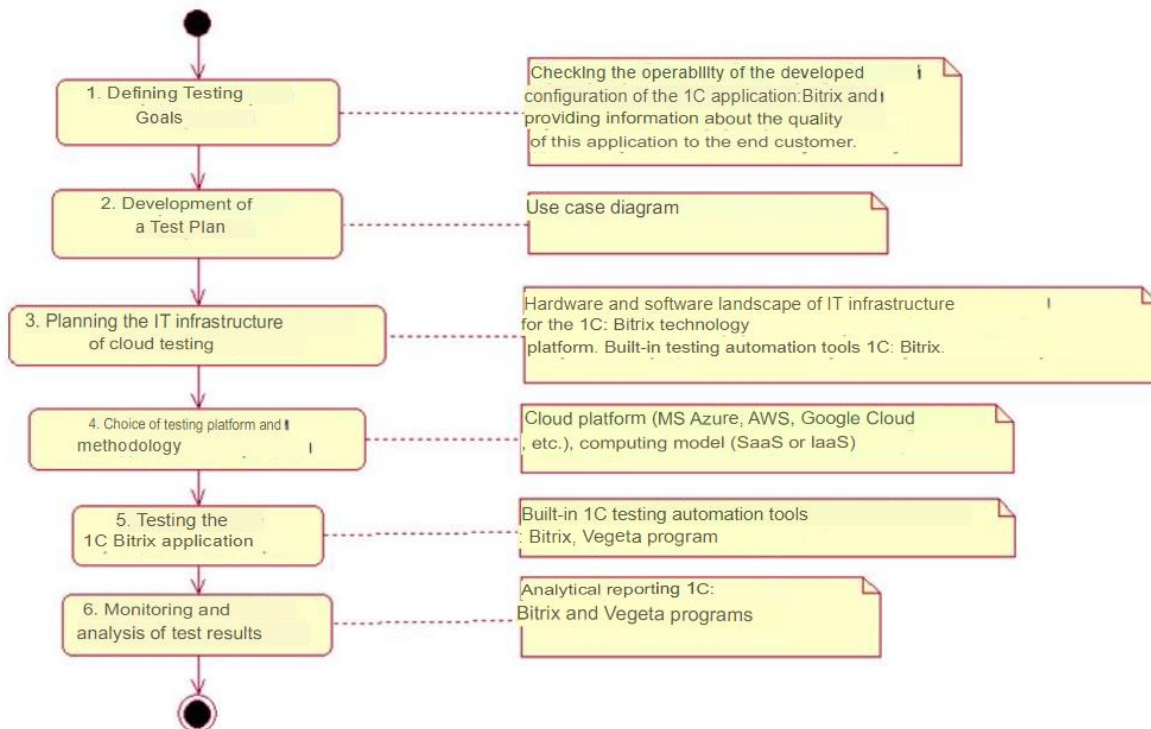 1. Defining Testing
Goals
Checking the operability of the developed
configuration of the 1C application:Bitrix and
providing information about the quality
of this application to the end customer.
2. Development of
a Test Plan
Use case diagram
3. Planning the IT infrastructure
of cloud testing
Hardware and software landscape of IT infrastructure
for the 1C: Bitrix technology
platform. Built-in testing automation tools 1C: Bitrix.
4. Choice of testing platform and
methodology
Cloud platform (MS Azure, AWS, Google Cloud
, etc.), computing model (SaaS or IaaS)
5. Testing the
1C Bitrix application
Built-in 1C testing automation tools
: Bitrix, Vegeta program
6. Monitoring and
analysis of test results
Analytical reporting 1C:
Bitrix and Vegeta programs